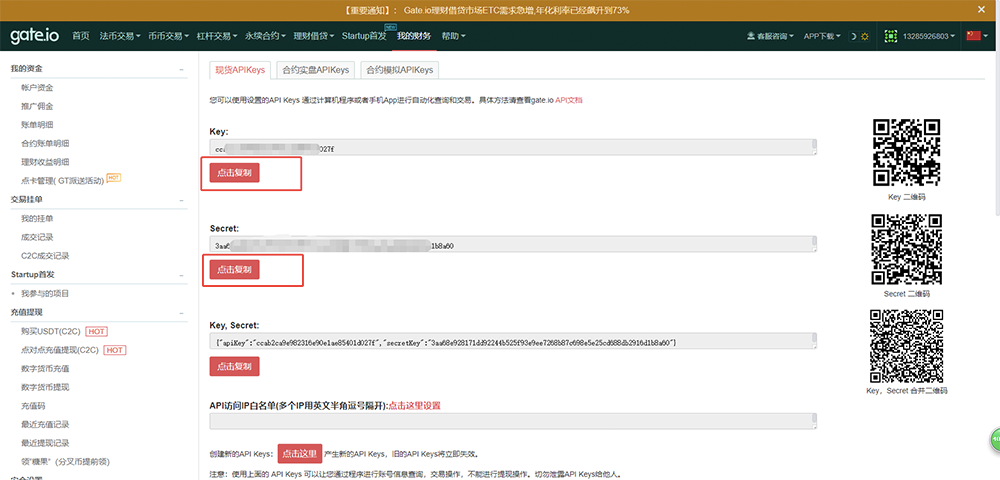 【重要通知】： Gate.io理财借贷市场ETC需求急增,年化利率已经飙升到73%
gate.io 首页 法币交易 币币交易 杠杆交易 永续合约 理财借贷 Startup首发 NEW 我的财务 帮助 客服咨询 APP下载 13285926803
我的资金
帐户资金
推广佣金
账单明细
合约账单明细
理财收益明细
点卡管理( GT派送活动) HOT
交易挂单
我的挂单
成交记录
C2C成交记录
Startup首发
我参与的项目
充值提现
购买USDT(C2C) HOT
点对点充值提现(C2C) HOT
数字货币充值
数字货币提现
充值码
最近充值记录
最近提现记录
领"糖果"（分叉币提前领)
现货APIKeys 合约实盘APIKeys 合约模拟APIKeys
您可以使用设置的API Keys 通过计算机程序或者手机App进行自动化查询和交易。具体方法请查看gate.io API文档
Key:
点击复制
Secret:
点击复制
Key, Secret:
点击复制
API访问IP白名单(多个IP用英文半角逗号隔开):点击这里设置
创建新的API Keys： 点击这里 产生新的API Keys，旧的API Keys将立即失效。
注意：使用上面的 API Keys 可以让您通过程序进行账号信息查询、交易操作，不能进行提现操作。切勿泄露API Keys给他人。
Key 二维码
Secret 二维码
Key，Secret 合并二维码